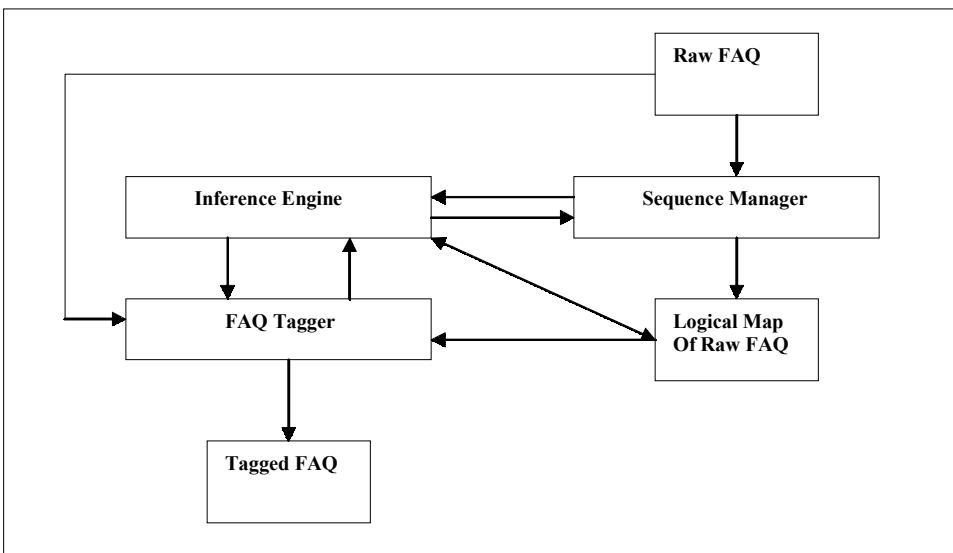 Raw FAQ
Inference Engine
Sequence Manager
FAQ Tagger
Logical Map
Of Raw FAQ
Tagged FAQ